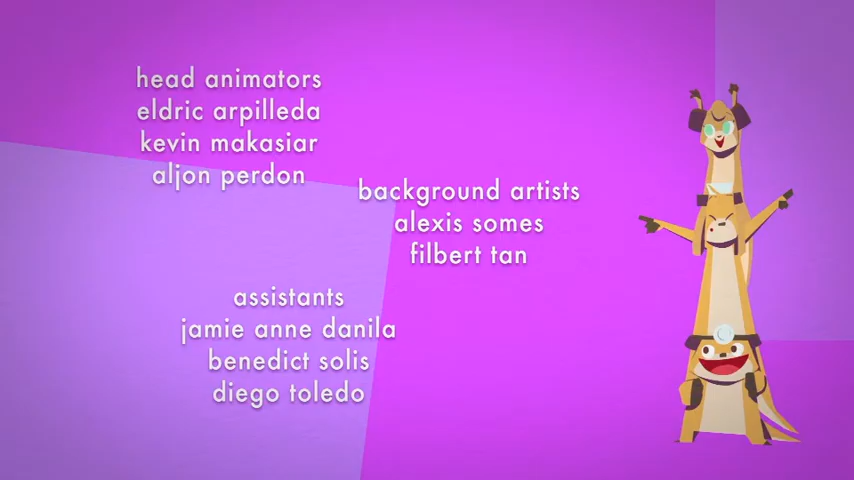 head animators
eldric arpilleda
kevin makasiar
aljon perdon
background artists
alexis somes
filbert tan
assistants
jamie anne danila
benedict solis
diego toledo